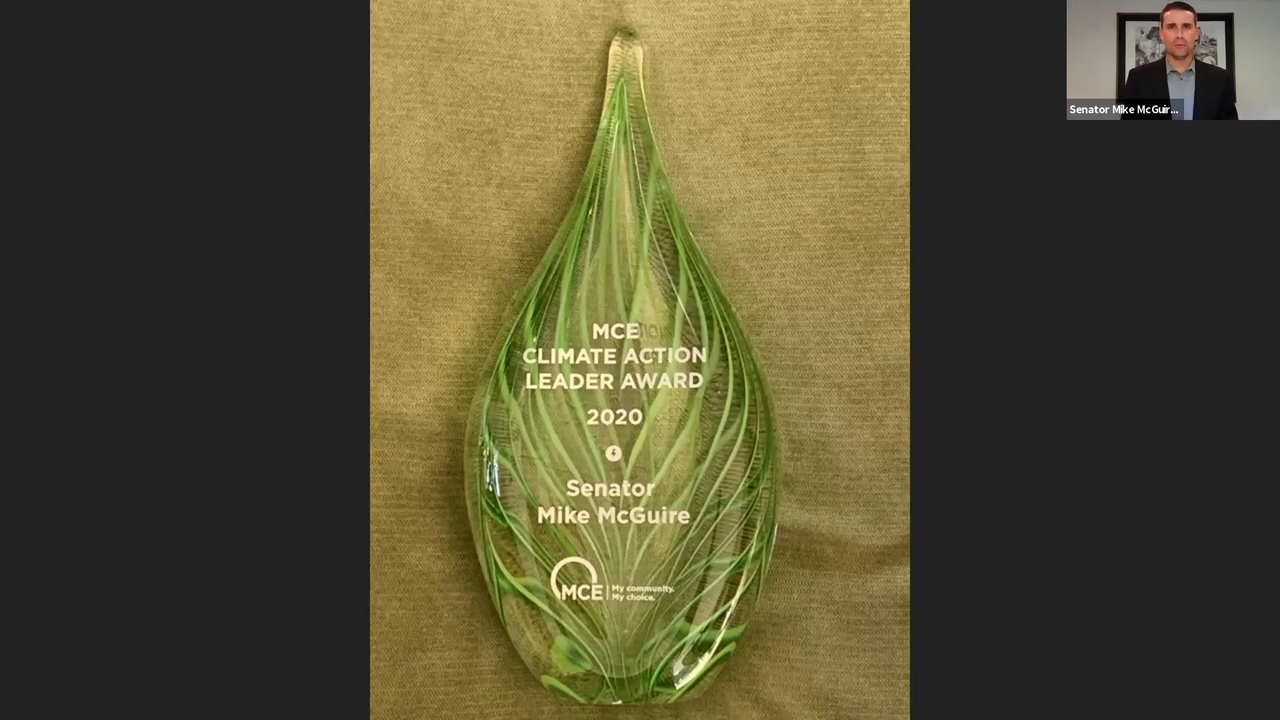 MCE
CLIMATE ACTION
LEADER AWARD
2020
Senator
Mike McGuire
MCE
My community.
My choice.
Senator Mike McGuir...